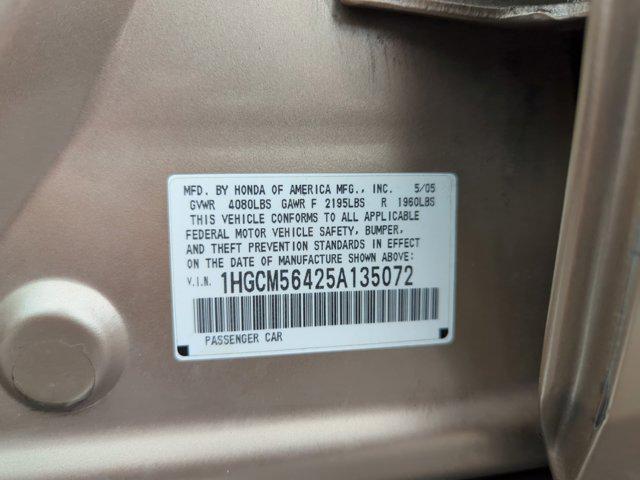 MFD. BY HONDA OF AMERICA MFG., INC. 5/05
GVWR 4080LBS GAWR F 2195LBS R 1960LBS
THIS VEHICLE CONFORMS TO ALL APPLICABLE
FEDERAL MOTOR VEHICLE SAFETY, BUMPER,
AND THEFT PREVENTION STANDARDS IN EFFECT
ON THE DATE OF MANUFACTURE SHOWN ABOVE.
V.I.N. 1HGCM56425A135072
PASSENGER CAR